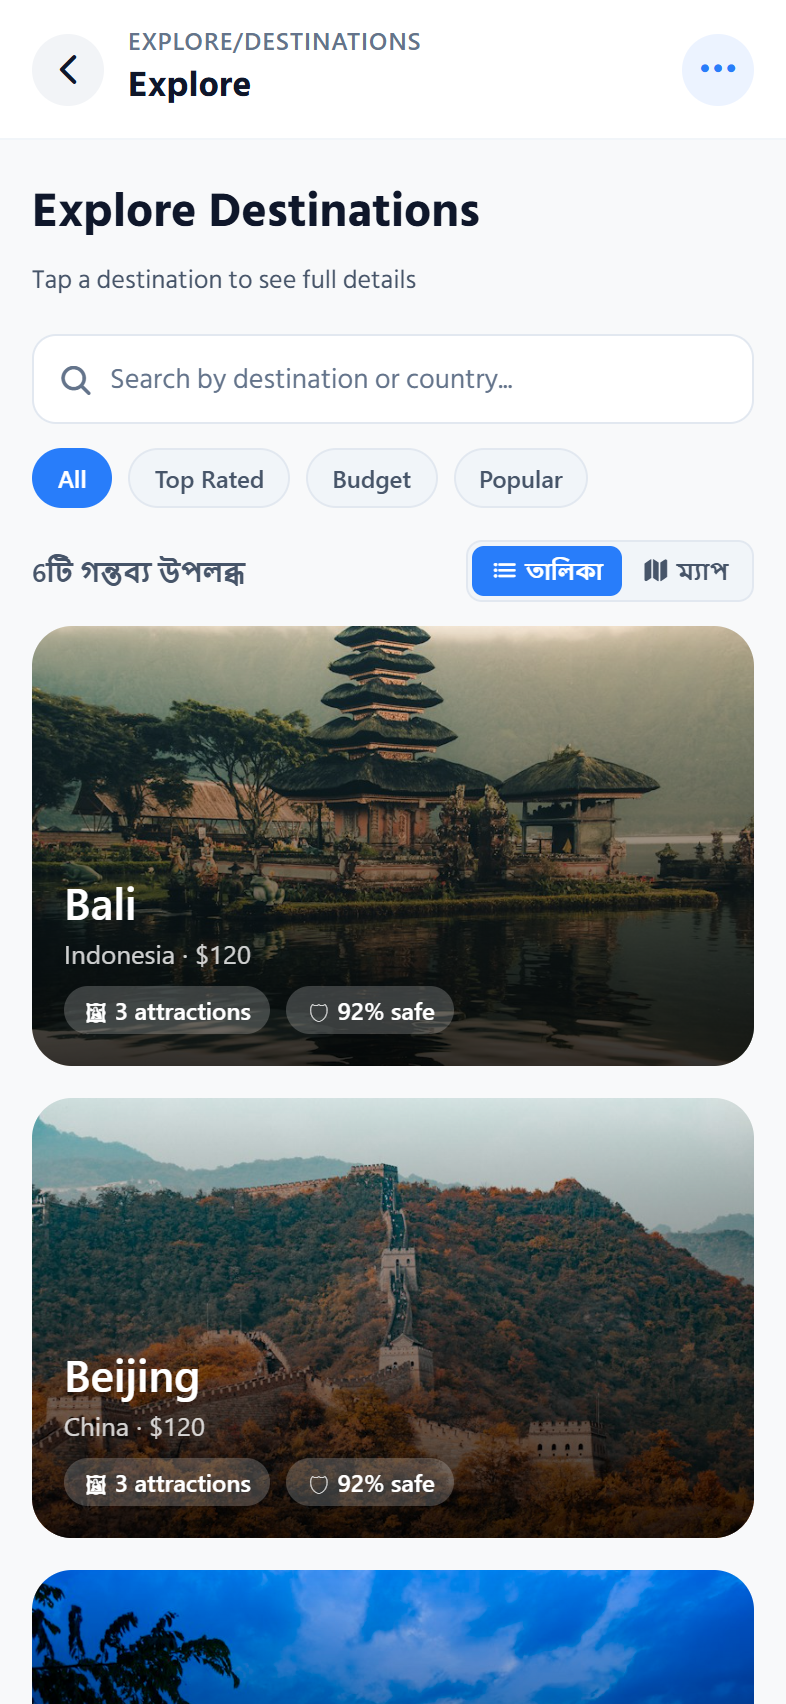 EXPLORE/DESTINATIONS
Explore
Explore Destinations
Tap a destination to see full details
Search by destination or country...
All Top Rated Budget Popular
6টি গন্তব্য উপলব্ধ তালিকা ম্যাপ
Bali
Indonesia · $120
3 attractions 92% safe
Beijing
China · $120
3 attractions 92% safe